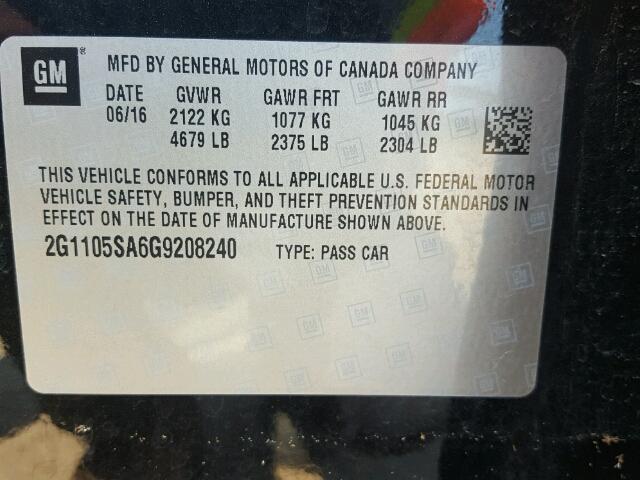 GM ®
MFD BY GENERAL MOTORS OF CANADA COMPANY
DATE GVWR GAWR FRT GAWR RR
06/16 2122 KG 1077 KG 1045 KG
4679 LB 2375 LB 2304 LB
THIS VEHICLE CONFORMS TO ALL APPLICABLE U.S. FEDERAL MOTOR
VEHICLE SAFETY, BUMPER, AND THEFT PREVENTION STANDARDS IN
EFFECT ON THE DATE OF MANUFACTURE SHOWN ABOVE.
2G1105SA6G9208240 TYPE: PASS CAR